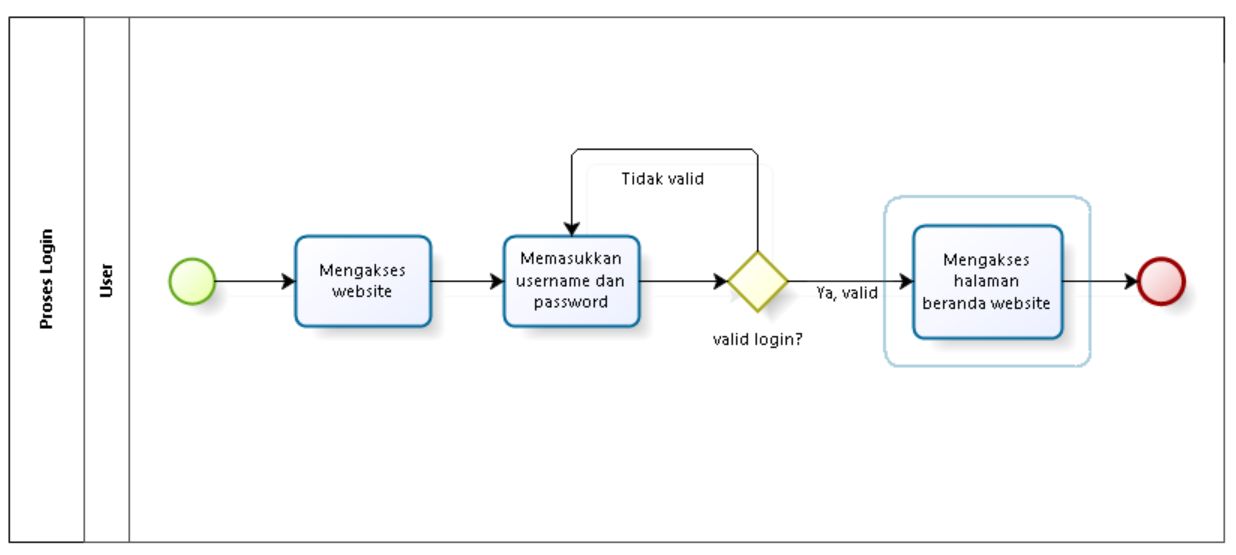 Proses Login
User
Mengakses
website
Memasukkan
username dan
password
Tidak valid
valid login?
Ya, valid
Mengakses
halaman
beranda website